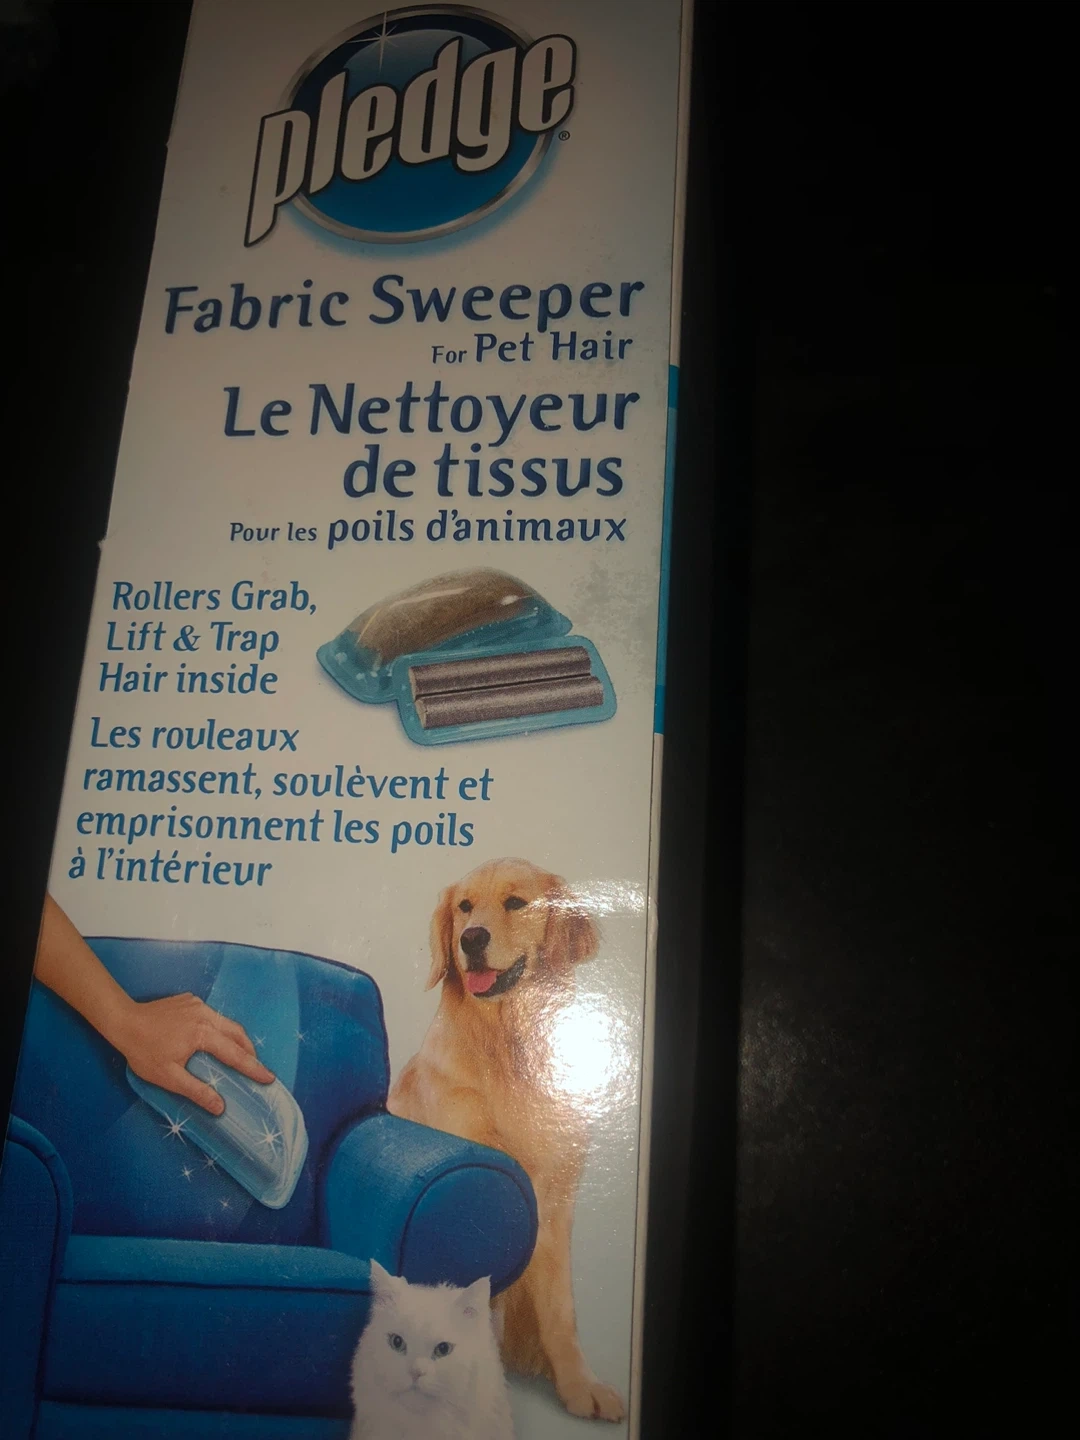 pledge®
Fabric Sweeper
For Pet Hair
Le Nettoyeur
de tissus
Pour les poils d'animaux
Rollers Grab,
Lift & Trap
Hair inside
Les rouleaux
ramassent, soulèvent et
emprisonnent les poils
à l'intérieur